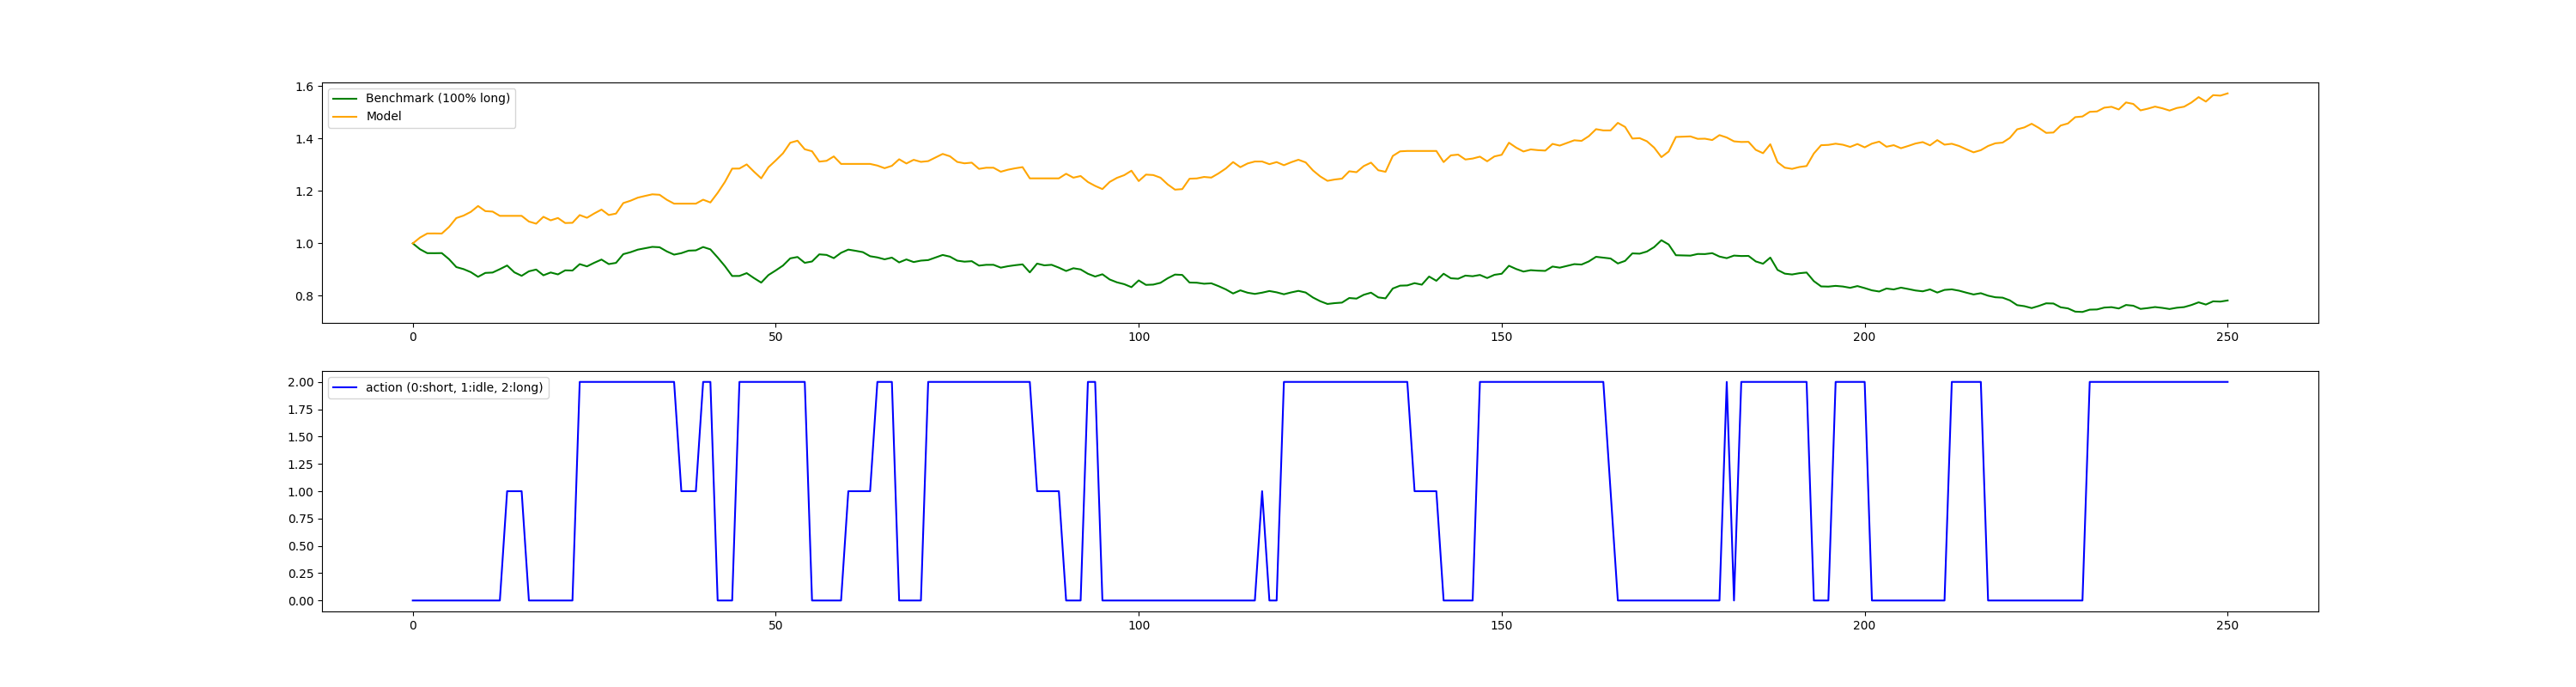 1.6
Benchmark (100% long)
Model
1.4
1.2
1.0
0.8
0 50 100 150 200 250
2.00
action (0:short, 1:idle, 2:long)
1.75
1.50
1.25
1.00
0.75
0.50
0.25
0.00
0 50 100 150 200 250